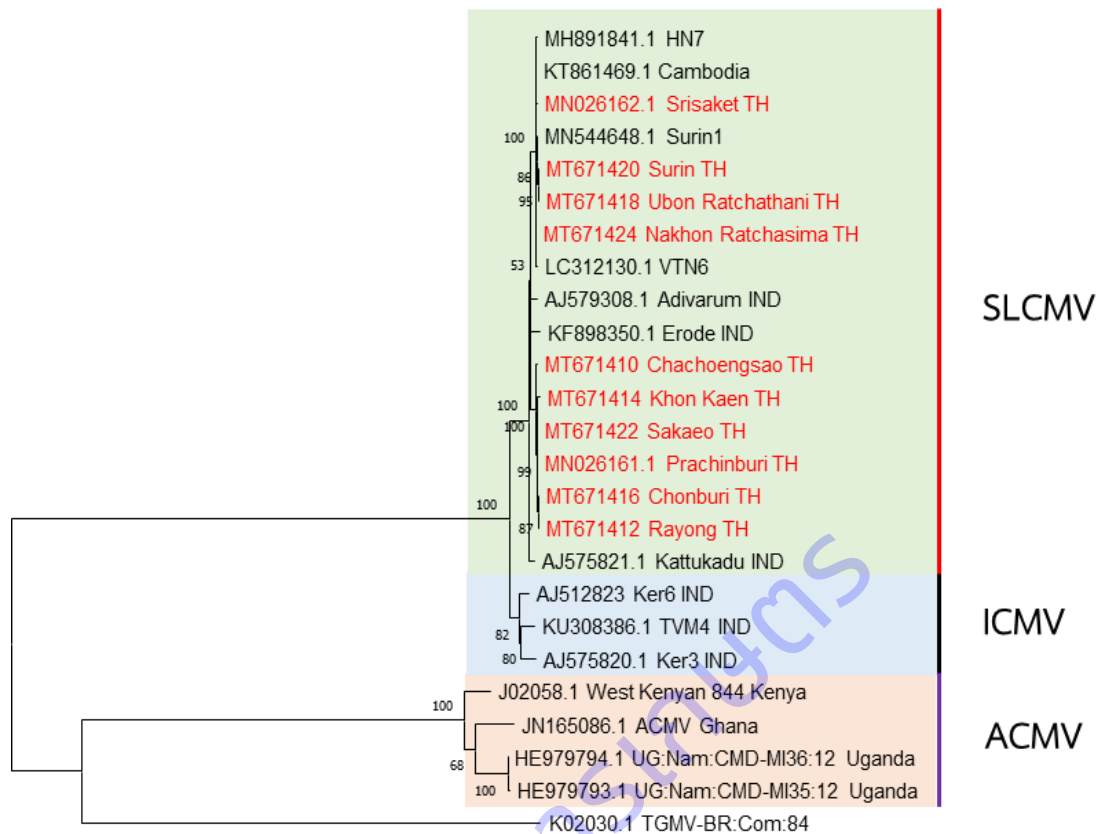 MH891841.1 HN7
KT861469.1 Cambodia
MN026162.1 Srisaket TH
100
MN544648.1 Surin1
MT671420 Surin TH
86
95
MT671418 Ubon Ratchathani TH
MT671424 Nakhon Ratchasima TH
53
LC312130.1 VTN6
AJ579308.1 Adivarum IND
SLCMV
KF898350.1 Erode IND
MT671410 Chachoengsao TH
MT671414 Khon Kaen TH
100
100
MT671422 Sakaeo TH
MN026161.1 Prachinburi TH
99
MT671416 Chonburi TH
100
87
MT671412 Rayong TH
AJ575821.1 Kattukadu IND
AJ512823 Ker6 IND
KU308386.1 TVM4 IND
ICMV
82
80
AJ575820.1 Ker3 IND
J02058.1 West Kenyan 844 Kenya
100
JN165086.1 ACMV Ghana
ACMV
HE979794.1 UG:Nam:CMD-MI36:12 Uganda
68
100
HE979793.1 UG:Nam:CMD-MI35:12 Uganda
K02030.1 TGMV-BR:Com:84